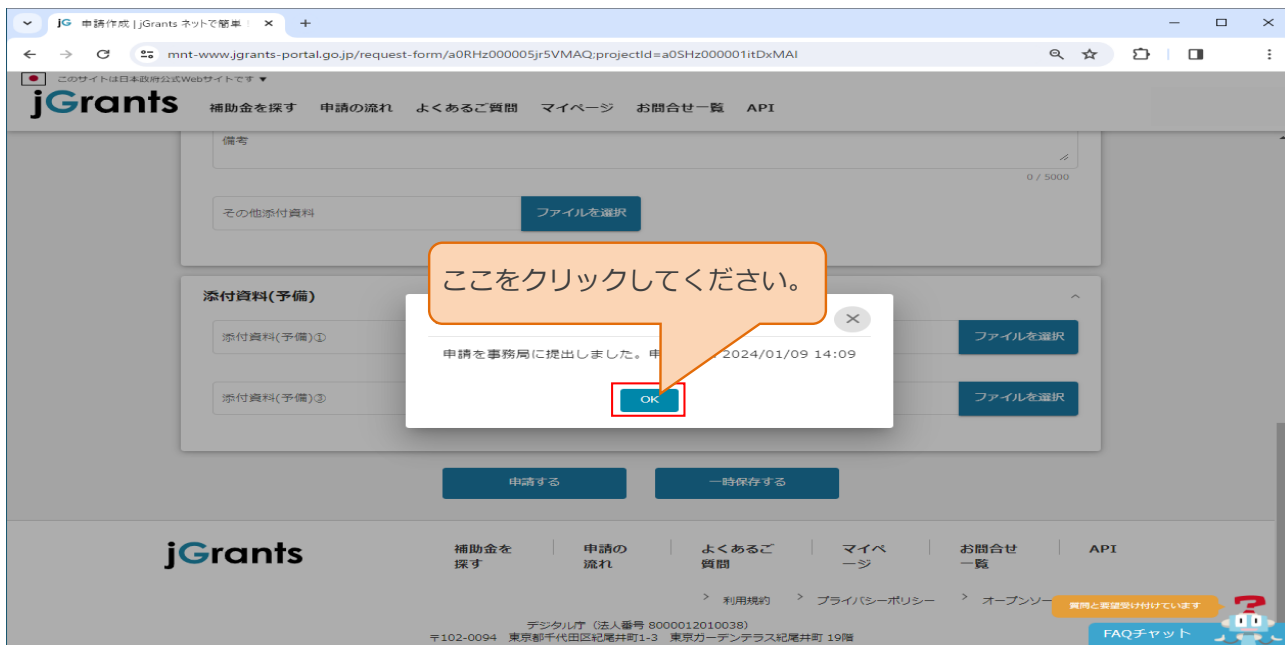 jG 申請作成 | jGrants ネットで簡単!
mnt-www.jgrants-portal.go.jp/request-form/a0RHz000005jr5VMAQ;projectId=a0SHz000001itDxMAI
このサイトは日本政府公式Webサイトです ▼
jGrants 補助金を探す 申請の流れ よくあるご質問 マイページ お問合せ一覧 API
備考
0 / 5000
その他添付資料 ファイルを選択
ここをクリックしてください。
添付資料(予備)
添付資料(予備)① ファイルを選択
申請を事務局に提出しました。申 2024/01/09 14:09
添付資料(予備)③ ファイルを選択
OK
申請する 一時保存する
jGrants
補助金を 申請の よくあるご マイペ お問合せ API
探す 流れ 質問 ージ 一覧
利用規約 プライバシーポリシー オープンソー
質問と要望受け付けています
デジタル庁(法人番号 8000012010038)
〒102-0094 東京都千代田区紀尾井町1-3 東京ガーデンテラス紀尾井町 19階
FAQチャット